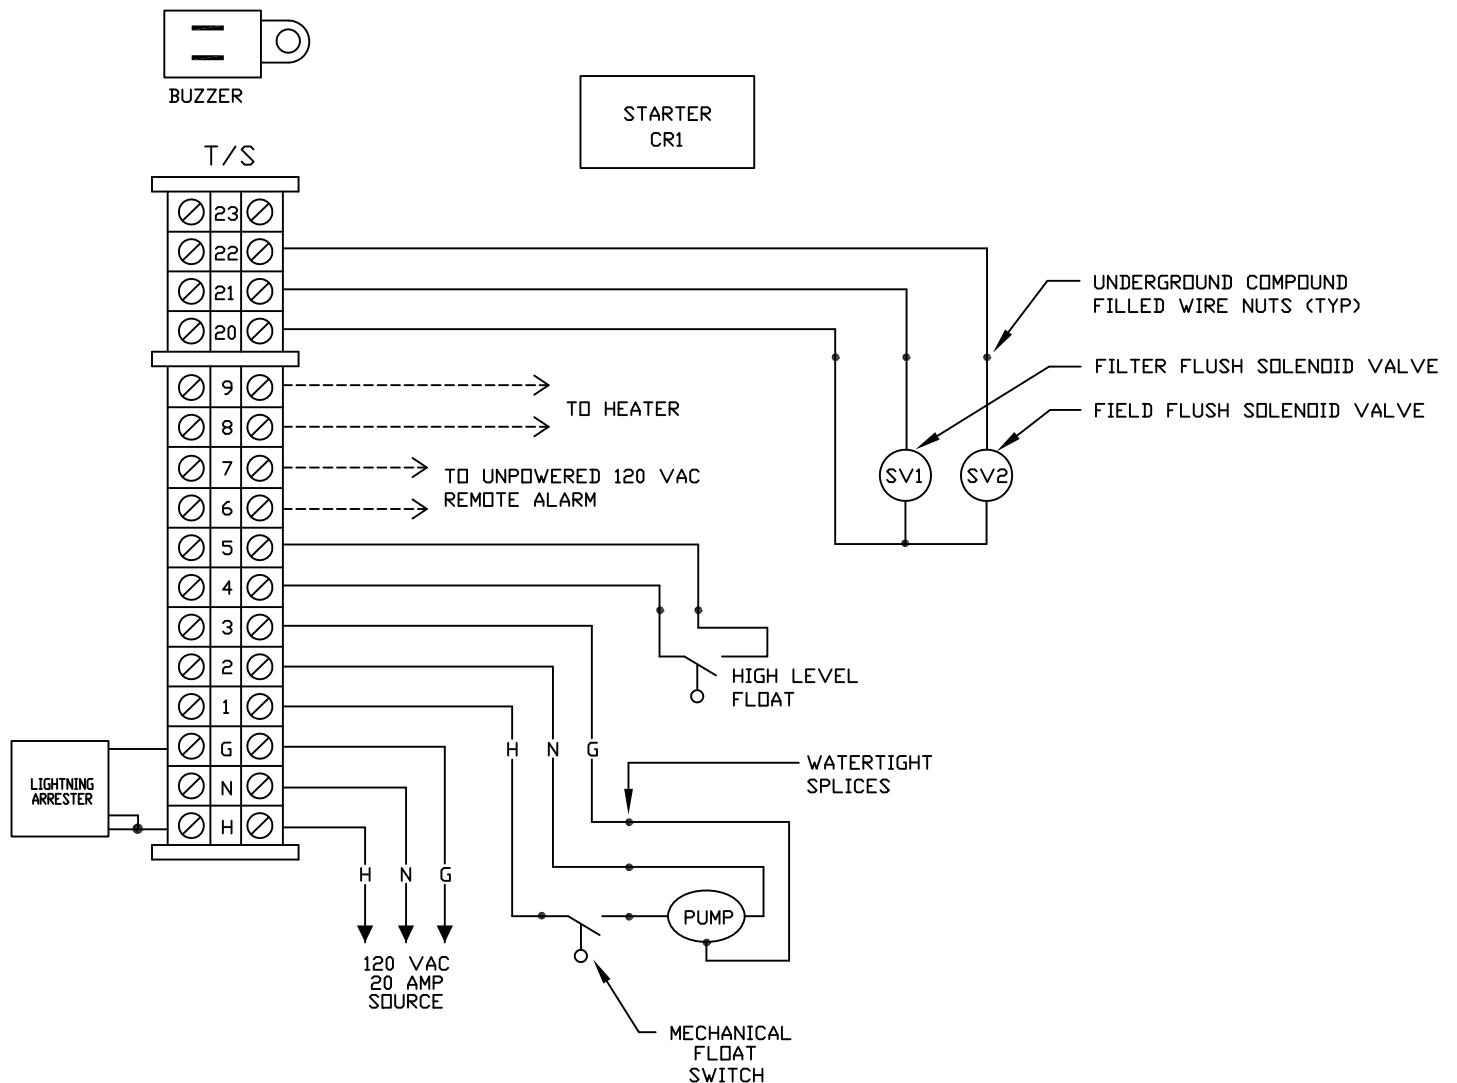 BUZZER
STARTER
CR1
T/S
23
22
21
20
9
8
7
6
5
4
3
2
1
G
N
H
UNDERGROUND COMPOUND
FILLED WIRE NUTS (TYP)
FILTER FLUSH SOLENOID VALVE
FIELD FLUSH SOLENOID VALVE
TO HEATER
TO UNPOWERED 120 VAC
REMOTE ALARM
SV1
SV2
HIGH LEVEL
FLOAT
H N G
WATERTIGHT
SPLICES
LIGHTNING
ARRESTER
H N G
PUMP
120 VAC
20 AMP
SOURCE
MECHANICAL
FLOAT
SWITCH